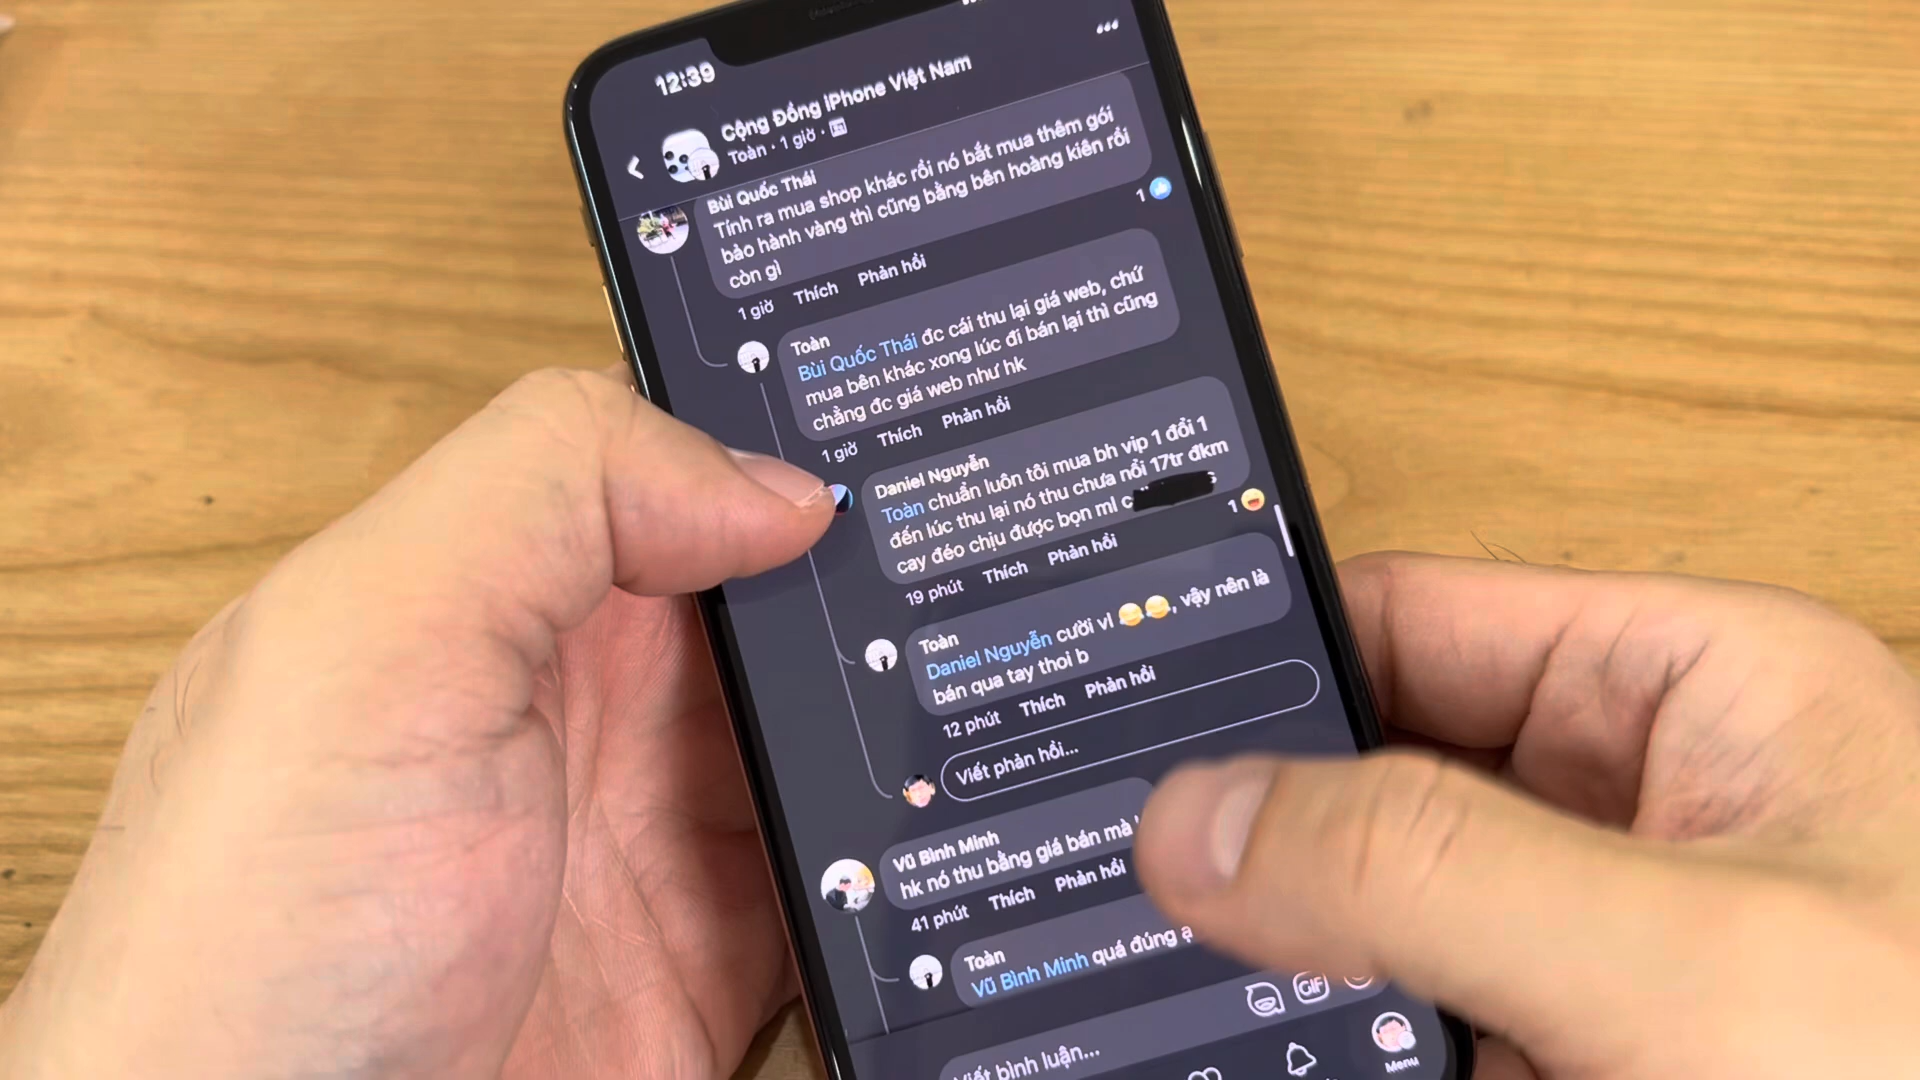 12:39
Cộng Đồng iPhone Việt Nam
Toàn · 1 giờ ·
Bùi Quốc Thái
Tính ra mua shop khác rồi nó bắt mua thêm gói
bảo hành vàng thì cũng bằng bên hoàng kiên rồi
còn gì
1
1 giờ Thích Phản hồi
Toàn
Bùi Quốc Thái đc cái thu lại giá web, chứ
mua bên khác xong lúc đi bán lại thì cũng
chẳng đc giá web như hk
1 giờ Thích Phản hồi
Daniel Nguyễn
Toàn chuẩn luôn tôi mua bh vip 1 đổi 1
đến lúc thu lại nó thu chưa nổi 17tr đkm
cay đéo chịu được bọn ml
1
19 phút Thích Phản hồi
Toàn
Daniel Nguyễn cười vl 😂😂, vậy nên là
bán qua tay thoi b
12 phút Thích Phản hồi
Viết phản hồi...
Vũ Bình Minh
hk nó thu bằng giá bán mà
41 phút Thích Phản hồi
Toàn
Vũ Bình Minh quá đúng ạ
GIF
Viết bình luận...
Menu